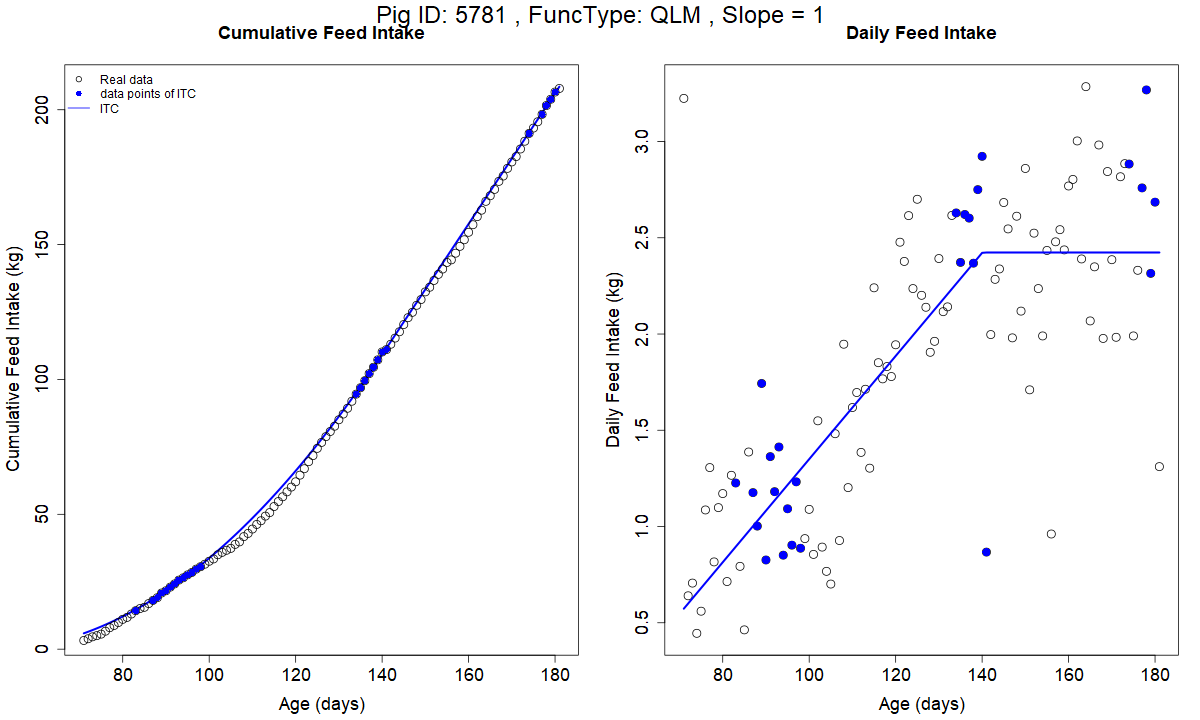 Pig ID: 5781 , FuncType: QLM , Slope = 1
Cumulative Feed Intake
Real data
data points of ITC
ITC
Cumulative Feed Intake (kg)
0
50
100
150
200
80 100 120 140 160 180
Age (days)
Daily Feed Intake
Daily Feed Intake (kg)
0.5
1.0
1.5
2.0
2.5
3.0
80 100 120 140 160 180
Age (days)